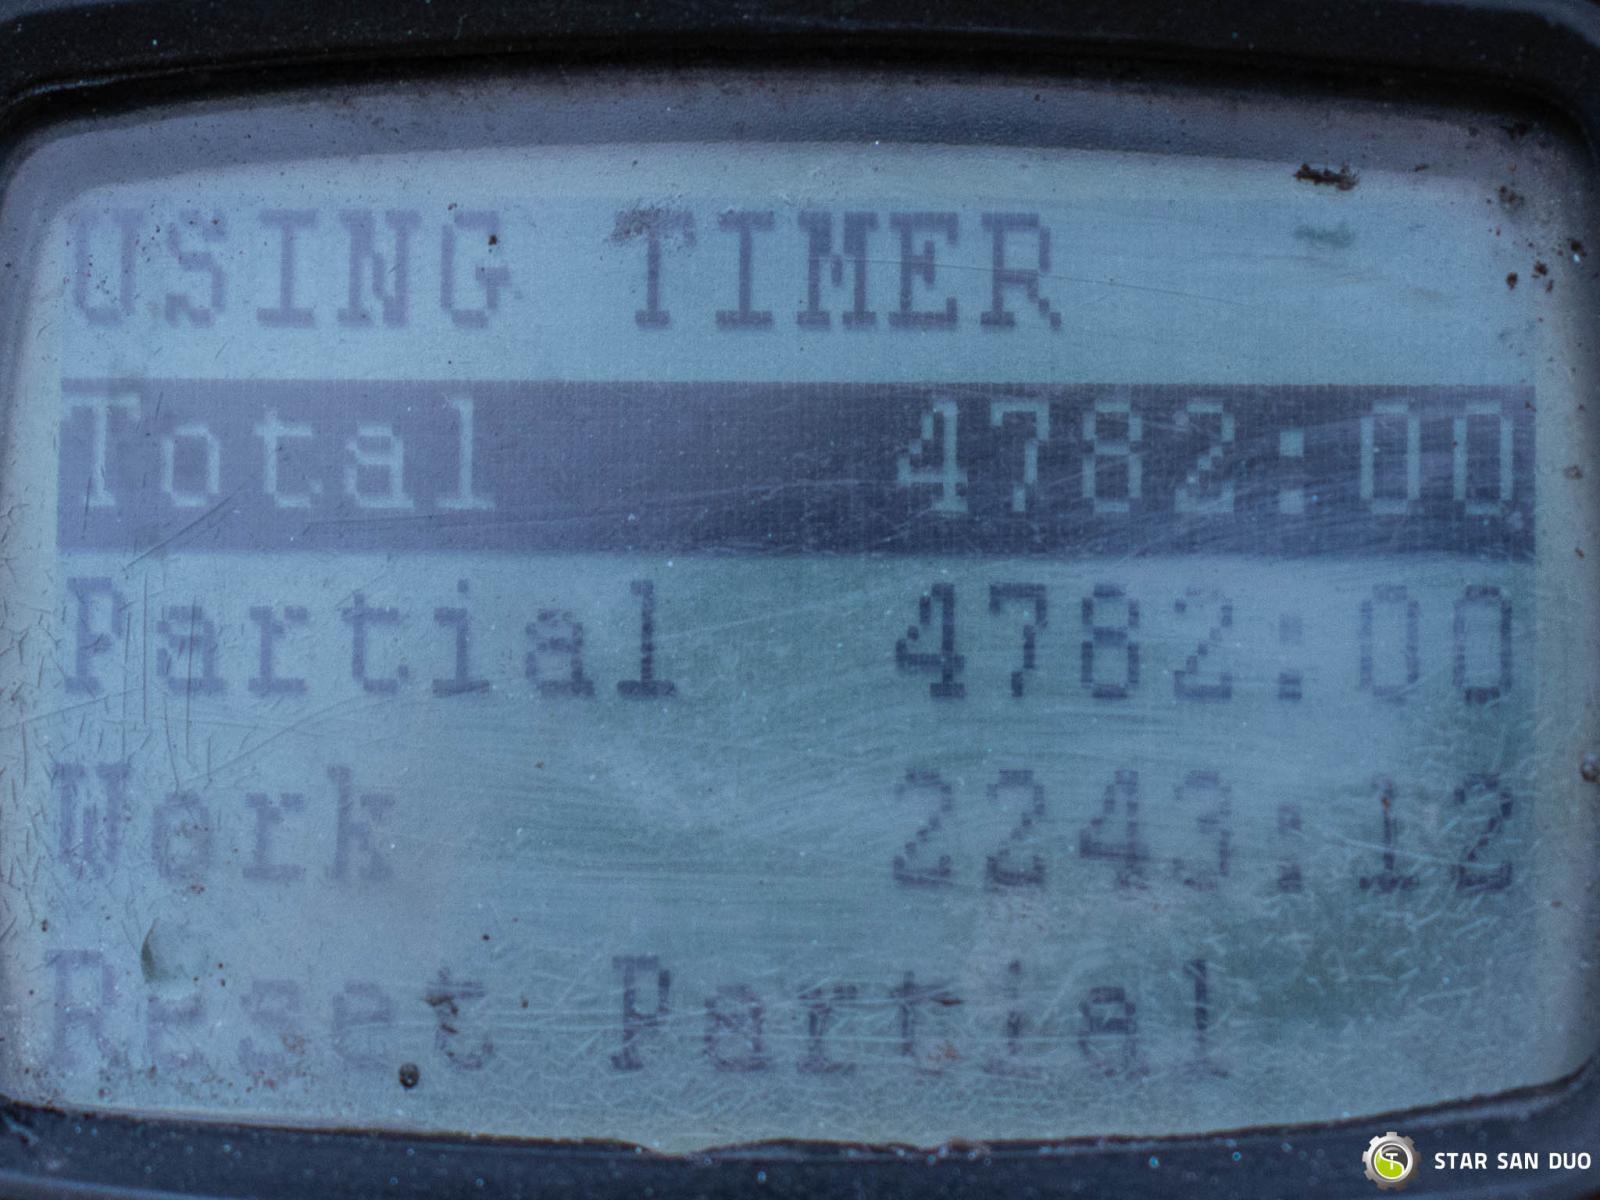 USING TIMER
Total 4782:00
Partial 4782:00
Work 2243:12
Reset Partial
STAR SAN DUO